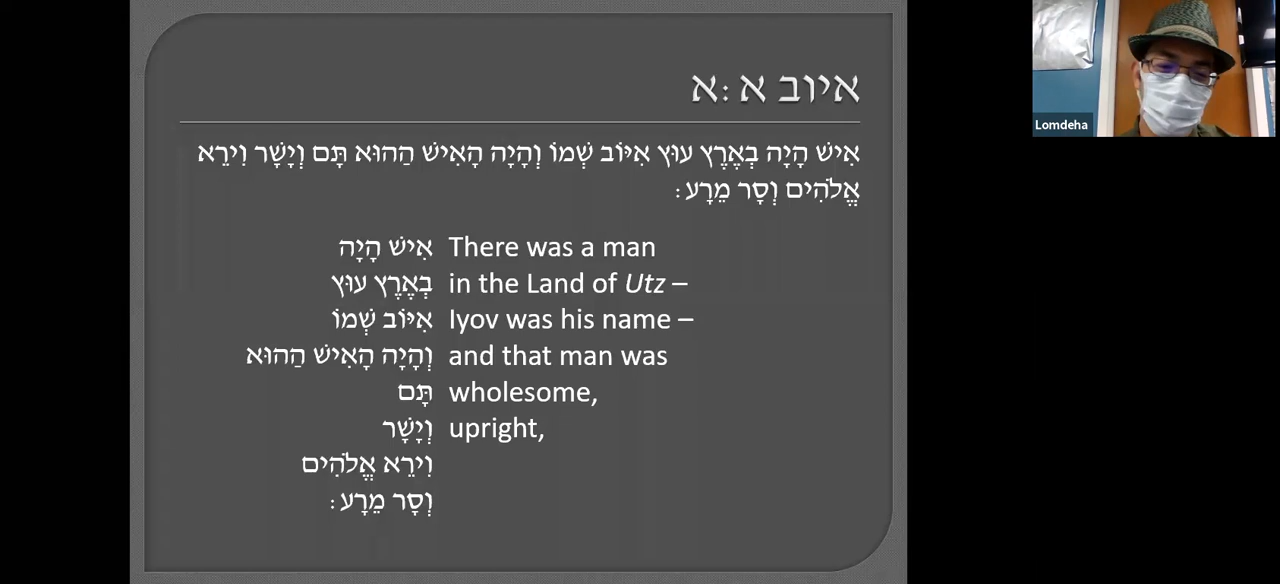 איוב א:א
אִישׁ הָיָה בְאֶרֶץ עוּץ אִיּוֹב שְׁמוֹ וְהָיָה הָאִישׁ הַהוּא תָּם וְיָשָׁר וִירֵא
אֱלֹהִים וְסָר מֵרָע:
אִישׁ הָיָה There was a man
בְאֶרֶץ עוּץ in the Land of Utz –
אִיּוֹב שְׁמוֹ Iyov was his name –
וְהָיָה הָאִישׁ הַהוּא and that man was
תָּם wholesome,
וְיָשָׁר upright,
וִירֵא אֱלֹהִים
וְסָר מֵרָע:
Lomdeha